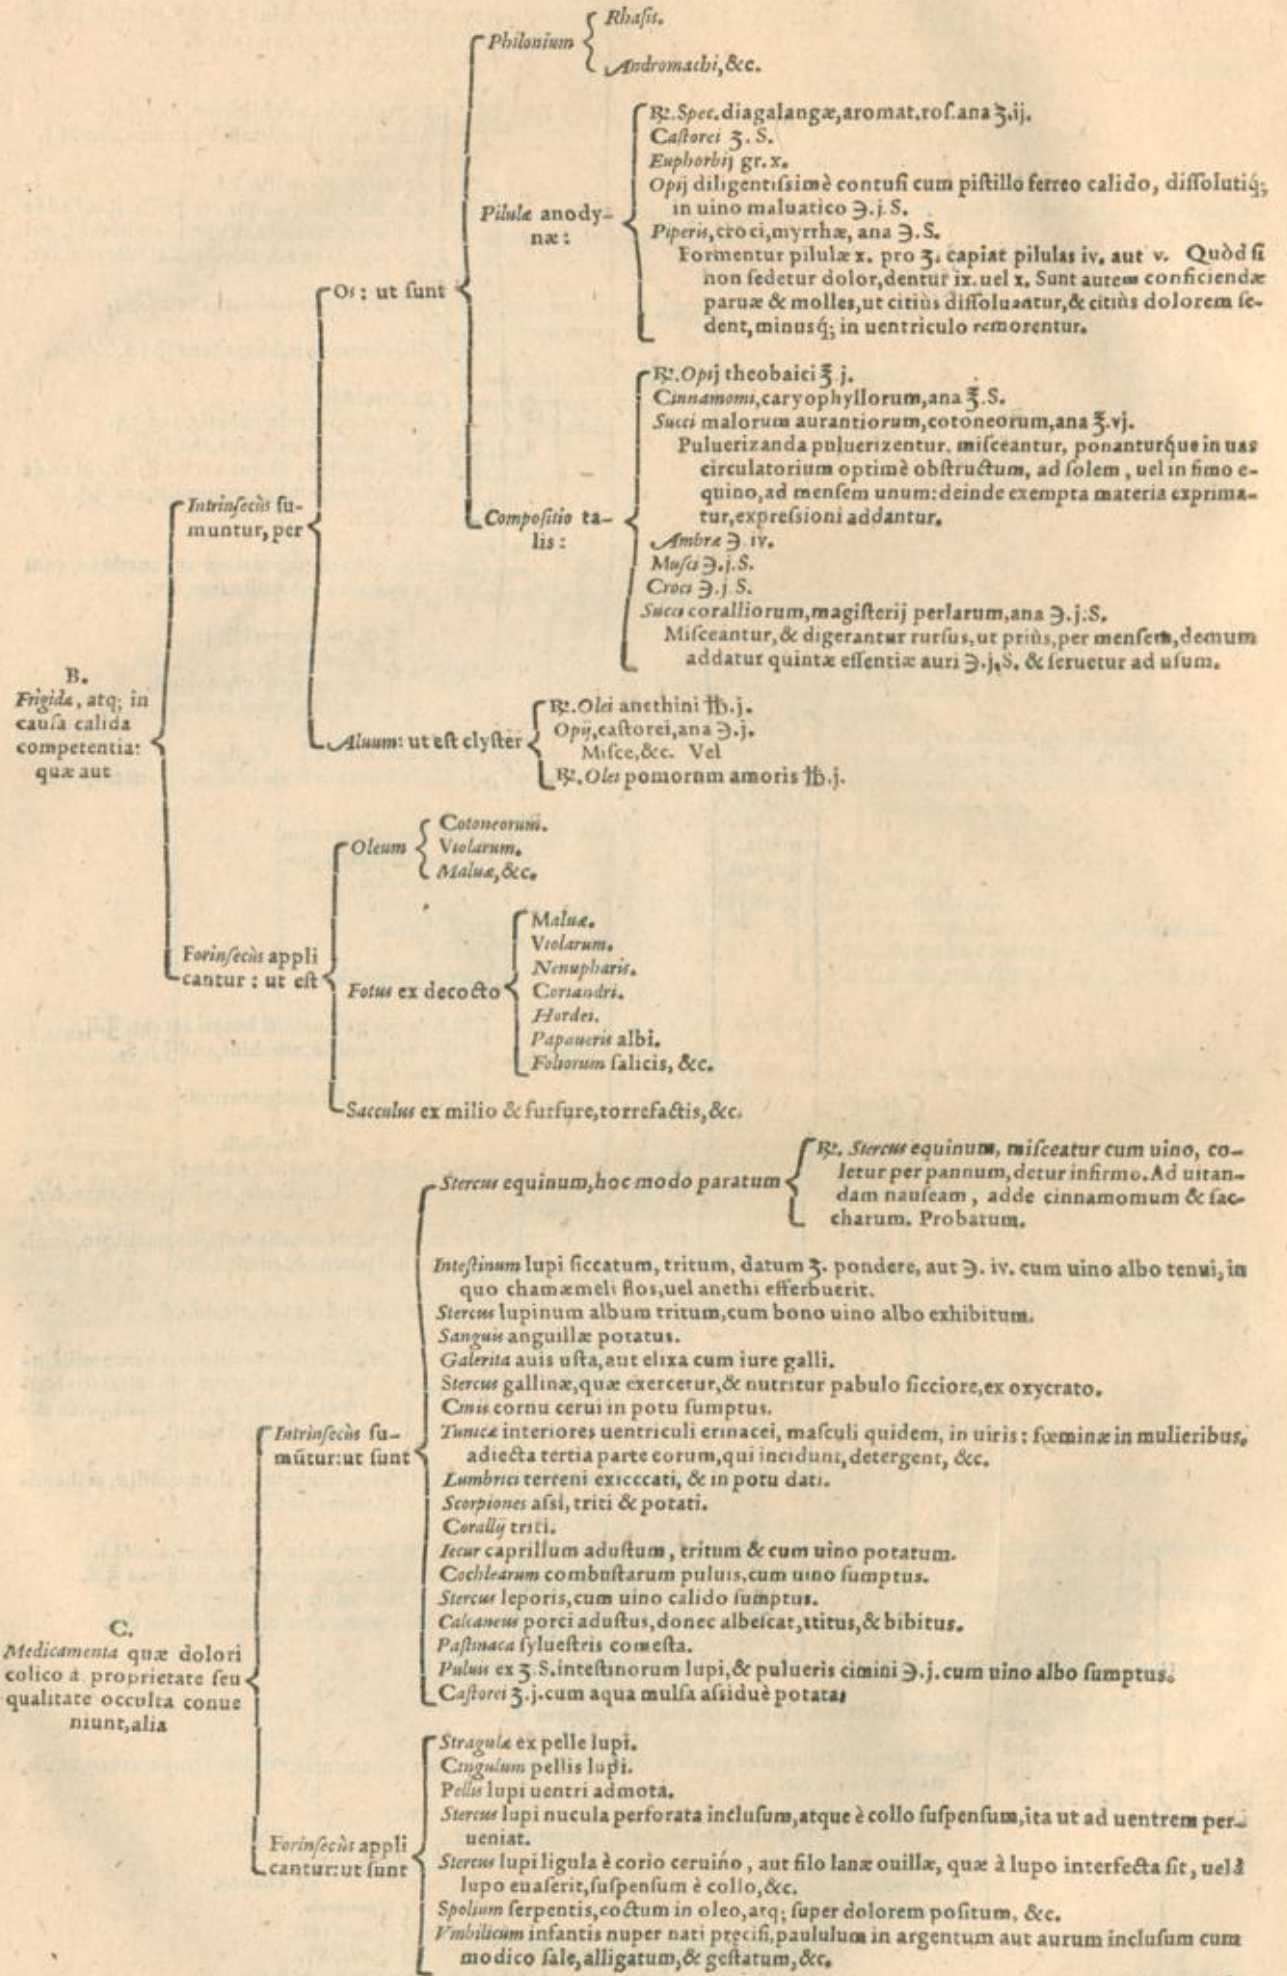 B.
Frigida, atq; in
cauſa calida
competentia:
quæ aut
Intrinſecùs ſu-
muntur, per
Os: ut ſunt
Philonium
Rhaſis.
Andromachi, &c.
Pilulæ anody-
næ:
℞. Spec. diagalangæ, aromat. roſ. ana ʒ. ij.
Caſtorei ʒ. S.
Euphorbij gr. x.
Opij diligentiſsimè contuſi cum piſtillo ferreo calido, diſſolutiq́;
in uino maluatico ℈. j. S.
Piperis, croci, myrrhæ, ana ℈. S.
Formentur pilulæ x. pro ʒ. capiat pilulas iv. aut v. Quòd ſi
non ſedetur dolor, dentur ix. uel x. Sunt autem conficiendæ
paruæ & molles, ut citiùs diſſoluantur, & citiùs dolorem ſe-
dent, minusq́; in uentriculo remorentur.
Compoſitio ta-
lis:
℞. Opij theobaici ℥. j.
Cinnamomi, caryophyllorum, ana ℥. S.
Succi malorum aurantiorum, cotoneorum, ana ℥. vj.
Puluerizanda puluerizentur. miſceantur, ponanturq́ue in uas
circulatorium optimè obſtructum, ad ſolem, uel in fimo e-
quino, ad menſem unum: deinde exempta materia exprima-
tur, expreſsioni addantur.
Ambræ ℈ iv.
Muſci ℈. j. S.
Croci ℈. j. S.
Succi coralliorum, magiſterij perlarum, ana ℈. j. S.
Miſceantur, & digerantur rurſus, ut priùs, per menſem, demum
addatur quintæ eſſentiæ auri ℈. j. S. & ſeruetur ad uſum.
Aluum: ut eſt clyſter
℞. Olei anethini ℔. j.
Opij, caſtorei, ana ℈. j.
Miſce, &c. Vel
℞. Olei pomorum amoris ℔. j.
Forinſecùs appli
cantur: ut eſt
Oleum
Cotoneorum.
Violarum.
Maluæ, &c.
Fotus ex decocto
Maluæ.
Violarum.
Nenupharis.
Coriandri.
Hordei.
Papaueris albi.
Foliorum ſalicis, &c.
Sacculus ex milio & furfure, torrefactis, &c.
C.
Medicamenta quæ dolori
colico à proprietate ſeu
qualitate occulta conue
niunt, alia
Intrinſecùs ſu-
mũtur: ut ſunt
Stercus equinum, hoc modo paratum
℞. Stercus equinum, miſceatur cum uino, co-
letur per pannum, detur infirmo. Ad uitan-
dam nauſeam, adde cinnamomum & ſac-
charum. Probatum.
Inteſtinum lupi ſiccatum, tritum, datum ʒ. pondere, aut ℈. iv. cum uino albo tenui, in
quo chamæmeli flos, uel anethi efferbuerit.
Stercus lupinum album tritum, cum bono uino albo exhibitum.
Sanguis anguillæ potatus.
Galerita auis uſta, aut elixa cum iure galli.
Stercus gallinæ, quæ exercetur, & nutritur pabulo ſicciore, ex oxycrato.
Cinis cornu cerui in potu ſumptus.
Tunicæ interiores uentriculi erinacei, maſculi quidem, in uiris: fœminæ in mulieribus,
adiecta tertia parte eorum, qui incidunt, detergent, &c.
Lumbrici terreni exiccati, & in potu dati.
Scorpiones aſsi, triti & potati.
Corallij triti.
Iecur caprillum aduſtum, tritum & cum uino potatum.
Cochlearum combuſtarum puluis, cum uino ſumptus.
Stercus leporis, cum uino calido ſumptus.
Calcaneus porci aduſtus, donec albeſcat, tritus, & bibitus.
Paſtinaca ſylueſtris comeſta.
Puluis ex ʒ S. inteſtinorum lupi, & pulueris cimini ℈. j. cum uino albo ſumptus.
Caſtorei ʒ. j. cum aqua mulſa aſsiduè potata.
Forinſecùs appli
cantur: ut ſunt
Stragulæ ex pelle lupi.
Cingulum pellis lupi.
Pellis lupi uentri admota.
Stercus lupi nucula perforata incluſum, atque è collo ſuſpenſum, ita ut ad uentrem per-
ueniat.
Stercus lupi ligula è corio ceruino, aut filo lanæ ouillæ, quæ à lupo interfecta ſit, uel à
lupo euaſerit, ſuſpenſum è collo, &c.
Spolium ſerpentis, coctum in oleo, atq; ſuper dolorem poſitum, &c.
Vmbilicum infantis nuper nati præciſi, paululum in argentum aut aurum incluſum cum
modico ſale, alligatum, & geſtatum, &c.